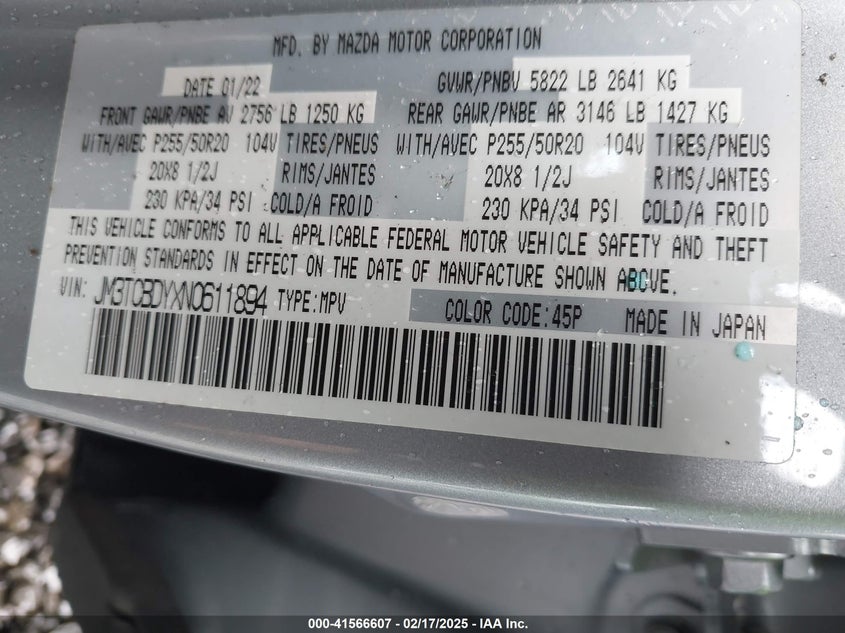 MFD. BY MAZDA MOTOR CORPORATION
DATE 01/22 GVWR/PNBV 5822 LB 2641 KG
FRONT GAWR/PNBE AV 2756 LB 1250 KG REAR GAWR/PNBE AR 3146 LB 1427 KG
WITH/AVEC P255/50R20 104V TIRES/PNEUS WITH/AVEC P255/50R20 104V TIRES/PNEUS
20X8 1/2J RIMS/JANTES 20X8 1/2J RIMS/JANTES
230 KPA/34 PSI COLD/A FROID 230 KPA/34 PSI COLD/A FROID
THIS VEHICLE CONFORMS TO ALL APPLICABLE FEDERAL MOTOR VEHICLE SAFETY AND THEFT
PREVENTION STANDARDS IN EFFECT ON THE DATE OF MANUFACTURE SHOWN ABOVE.
VIN: JM3TCBDYXN0611894 TYPE:MPV COLOR CODE:45P MADE IN JAPAN
000-41566607 - 02/17/2025 - IAA Inc.